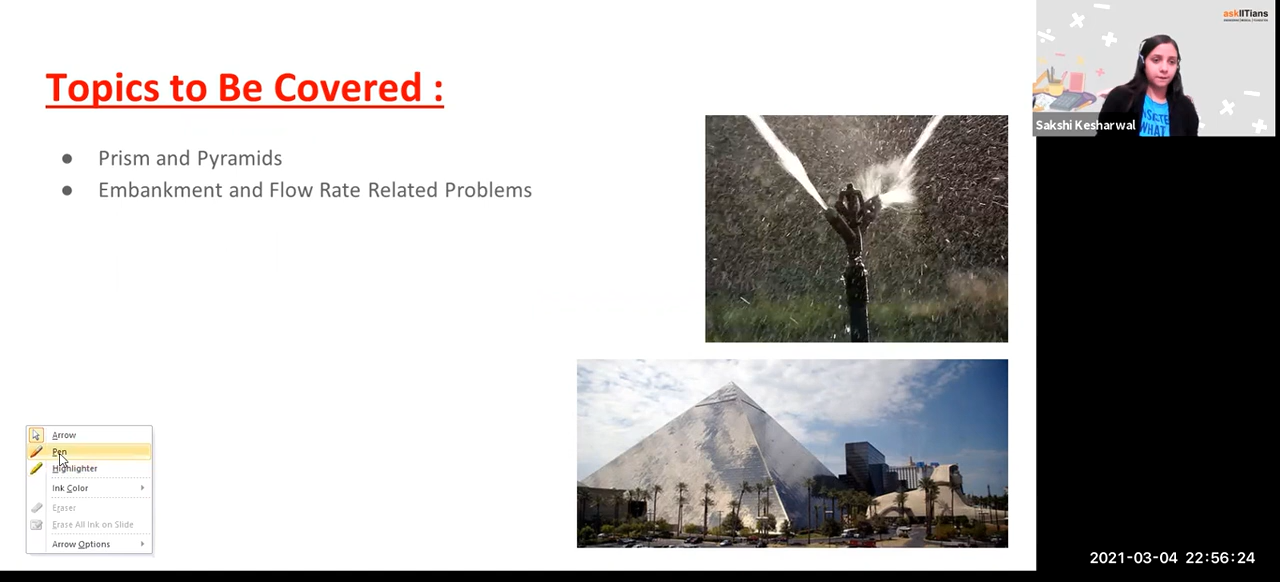 Topics to Be Covered :
● Prism and Pyramids
● Embankment and Flow Rate Related Problems
Arrow
Pen
Highlighter
Ink Color
Eraser
Erase All Ink on Slide
Arrow Options
askIITians
Sakshi Kesharwal
WHAT
2021-03-04 22:56:24